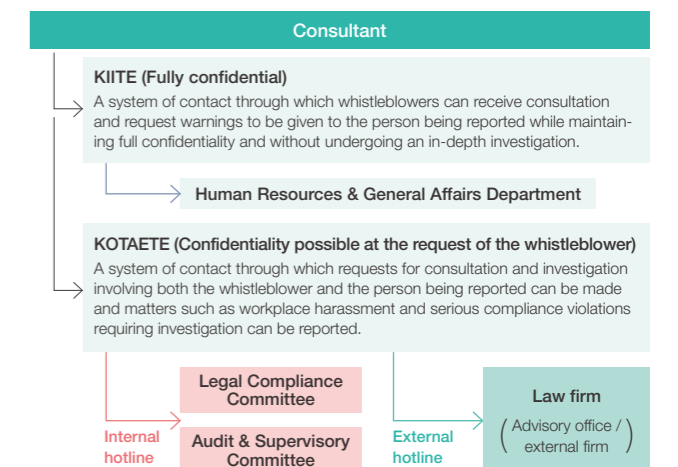 Consultant
KIITE (Fully confidential)
A system of contact through which whistleblowers can receive consultation
and request warnings to be given to the person being reported while maintain-
ing full confidentiality and without undergoing an in-depth investigation.
Human Resources & General Affairs Department
KOTAETE (Confidentiality possible at the request of the whistleblower)
A system of contact through which requests for consultation and investigation
involving both the whistleblower and the person being reported can be made
and matters such as workplace harassment and serious compliance violations
requiring investigation can be reported.
Internal
hotline
Legal Compliance
Committee
Audit & Supervisory
Committee
External
hotline
Law firm
(Advisory office /
external firm)